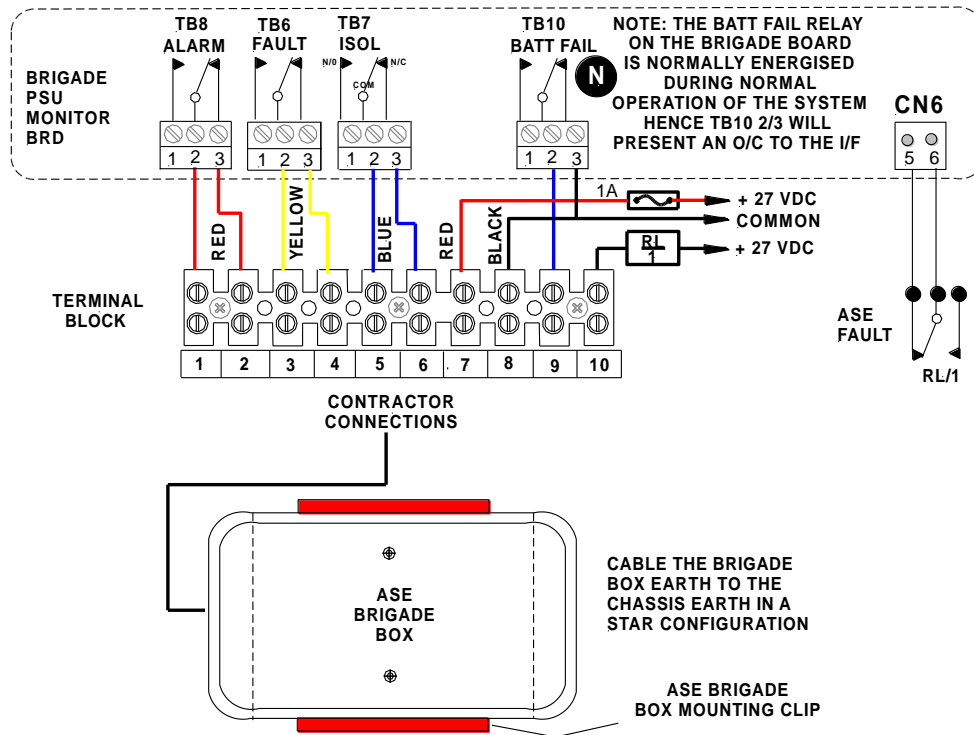 TB8
ALARM
TB6
FAULT
TB7
ISOL
N/0
N/C
COM
TB10
BATT FAIL
N
NOTE: THE BATT FAIL RELAY
ON THE BRIGADE BOARD
IS NORMALLY ENERGISED
DURING NORMAL
OPERATION OF THE SYSTEM
HENCE TB10 2/3 WILL
PRESENT AN O/C TO THE I/F
BRIGADE
PSU
MONITOR
BRD
CN6
1 2 3
1 2 3
1 2 3
1 2 3
5 6
RED
YELLOW
BLUE
RED
BLACK
1A
+ 27 VDC
COMMON
RL
1
+ 27 VDC
TERMINAL
BLOCK
1 2 3 4 5 6 7 8 9 10
ASE
FAULT
RL/1
CONTRACTOR
CONNECTIONS
ASE
BRIGADE
BOX
CABLE THE BRIGADE
BOX EARTH TO THE
CHASSIS EARTH IN A
STAR CONFIGURATION
ASE BRIGADE
BOX MOUNTING CLIP